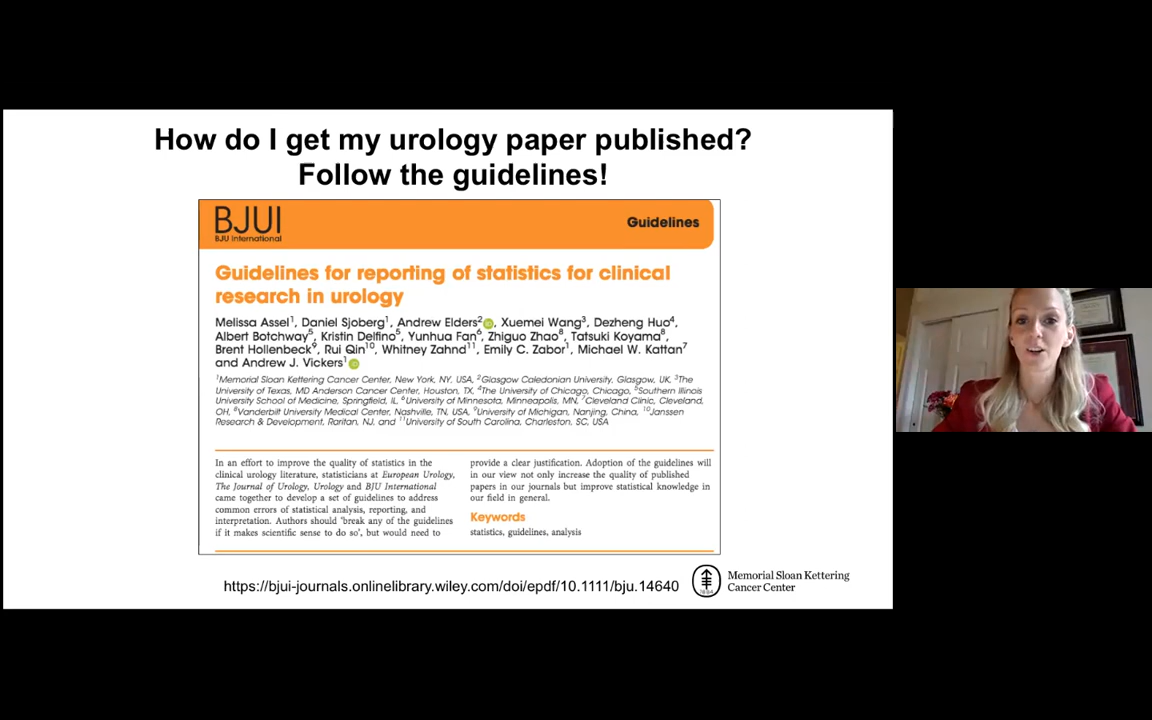 How do I get my urology paper published?
Follow the guidelines!
BJUI
BJU International
Guidelines
Guidelines for reporting of statistics for clinical
research in urology
Melissa Assel¹, Daniel Sjoberg¹, Andrew Elders² iD, Xuemei Wang³, Dezheng Huo⁴,
Albert Botchway⁵, Kristin Delfino⁵, Yunhua Fan⁶, Zhiguo Zhao⁸, Tatsuki Koyama⁸,
Brent Hollenbeck⁹, Rui Qin¹⁰, Whitney Zahnd¹¹, Emily C. Zabor¹, Michael W. Kattan⁷
and Andrew J. Vickers¹ iD
¹Memorial Sloan Kettering Cancer Center, New York, NY, USA, ²Glasgow Caledonian University, Glasgow, UK, ³The
University of Texas, MD Anderson Cancer Center, Houston, TX, ⁴The University of Chicago, Chicago, ⁵Southern Illinois
University School of Medicine, Springfield, IL, ⁶University of Minnesota, Minneapolis, MN, ⁷Cleveland Clinic, Cleveland,
OH, ⁸Vanderbilt University Medical Center, Nashville, TN, USA, ⁹University of Michigan, Nanjing, China, ¹⁰Janssen
Research & Development, Raritan, NJ, and ¹¹University of South Carolina, Charleston, SC, USA
In an effort to improve the quality of statistics in the
clinical urology literature, statisticians at European Urology,
The Journal of Urology, Urology and BJU International
came together to develop a set of guidelines to address
common errors of statistical analysis, reporting, and
interpretation. Authors should 'break any of the guidelines
if it makes scientific sense to do so', but would need to
provide a clear justification. Adoption of the guidelines will
in our view not only increase the quality of published
papers in our journals but improve statistical knowledge in
our field in general.
Keywords
statistics, guidelines, analysis
https://bjui-journals.onlinelibrary.wiley.com/doi/epdf/10.1111/bju.14640
Memorial Sloan Kettering
Cancer Center